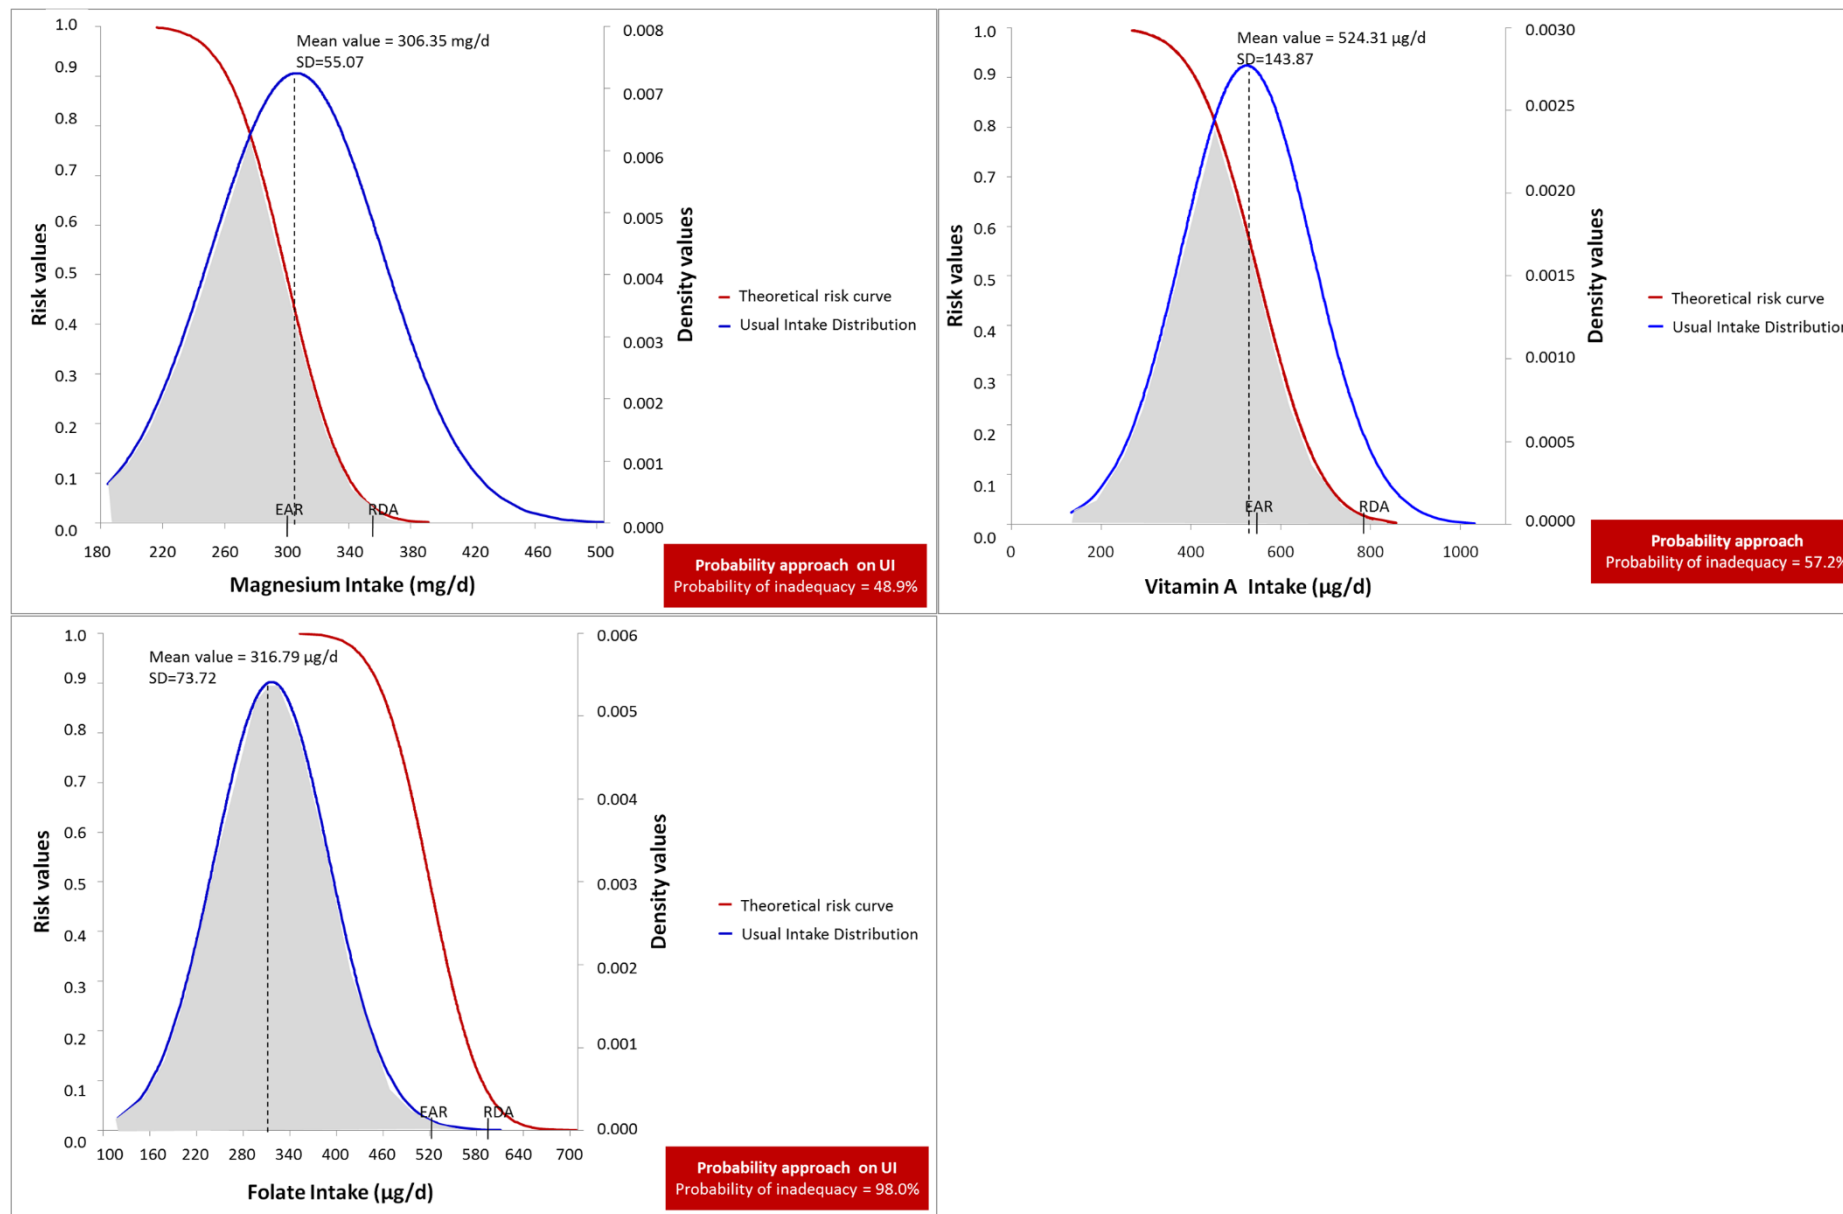 1.0
0.9
0.8
0.7
0.6
0.5
0.4
0.3
0.2
0.1
0.0
Risk values
Mean value = 306.35 mg/d
SD=55.07
0.008
0.007
0.006
0.005
0.004
0.003
0.002
0.001
0.000
Density values
Theoretical risk curve
Usual Intake Distribution
EAR
RDA
180 220 260 300 340 380 420 460 500
Magnesium Intake (mg/d)
Probability approach on UI
Probability of inadequacy = 48.9%
1.0
0.9
0.8
0.7
0.6
0.5
0.4
0.3
0.2
0.1
0.0
Risk values
Mean value = 524.31 µg/d
SD=143.87
0.0030
0.0025
0.0020
0.0015
0.0010
0.0005
0.0000
Density values
Theoretical risk curve
Usual Intake Distribution
EAR
RDA
0 200 400 600 800 1000
Vitamin A Intake (µg/d)
Probability approach
Probability of inadequacy = 57.2%
1.0
0.9
0.8
0.7
0.6
0.5
0.4
0.3
0.2
0.1
0.0
Risk values
Mean value = 316.79 µg/d
SD=73.72
0.006
0.005
0.004
0.003
0.002
0.001
0.000
Density values
Theoretical risk curve
Usual Intake Distribution
EAR
RDA
100 160 220 280 340 400 460 520 580 640 700
Folate Intake (µg/d)
Probability approach on UI
Probability of inadequacy = 98.0%